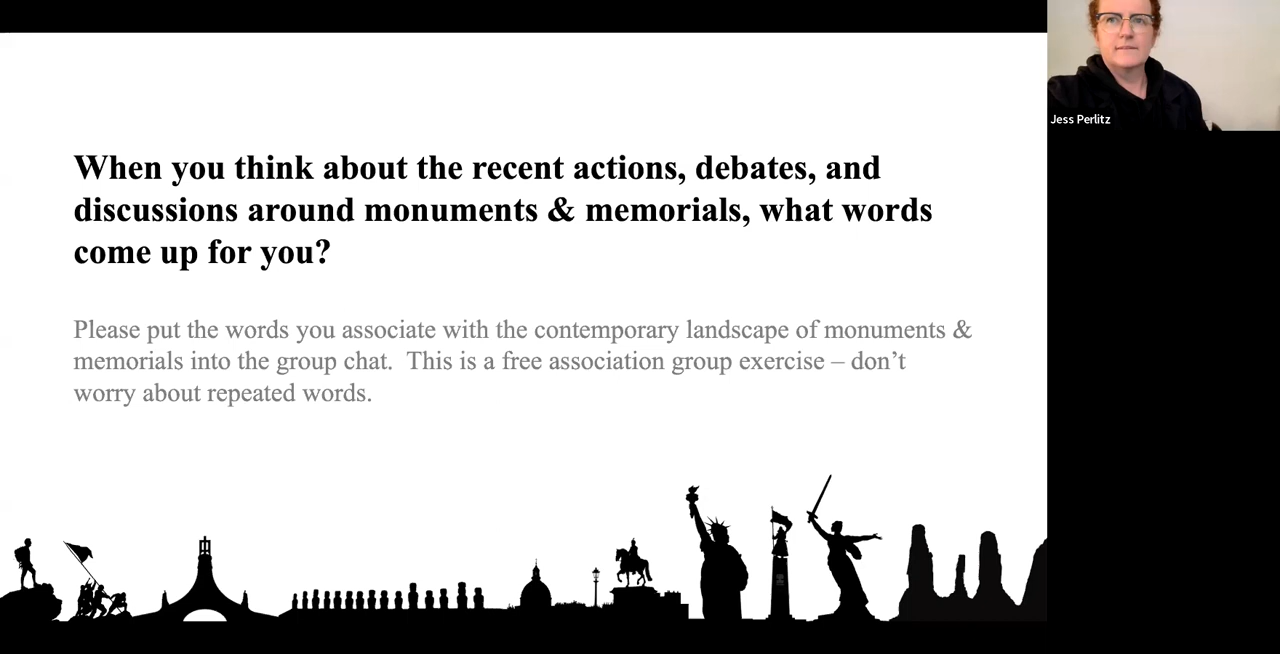 When you think about the recent actions, debates, and
discussions around monuments & memorials, what words
come up for you?
Please put the words you associate with the contemporary landscape of monuments &
memorials into the group chat.  This is a free association group exercise – don’t
worry about repeated words.
Jess Perlitz